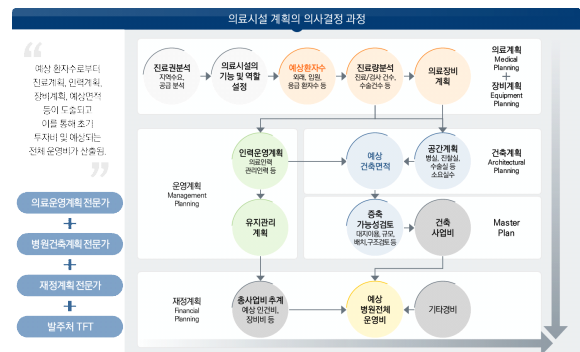 의료시설 계획의 의사결정 과정
예상 환자수로부터
진료계획, 인력계획,
장비계획, 예상면적
등이 도출되고
이를 통해 초기
투자비 및 예상되는
전체 운영비가 산출됨.
의료운영계획 전문가
+
병원건축계획 전문가
+
재정계획 전문가
+
발주처 TFT
진료권분석
지역수요,
공급 분석
의료시설의
기능 및 역할
설정
예상환자수
외래, 입원,
응급 환자수 등
진료량분석
진료/검사 건수,
수술건수 등
의료장비
계획
의료계획
Medical
Planning
+
장비계획
Equipment
Planning
운영계획
Management
Planning
인력운영계획
의료인력
관리인력 등
유지관리
계획
예상
건축면적
공간계획
병실, 진찰실,
수술실 등
소요실수
건축계획
Architectural
Planning
증축
가능성검토
대지이용, 규모,
배치,구조검토 등
건축
사업비
Master
Plan
재정계획
Financial
Planning
총사업비 추계
예상 인건비,
장비비 등
예상
병원전체
운영비
기타경비